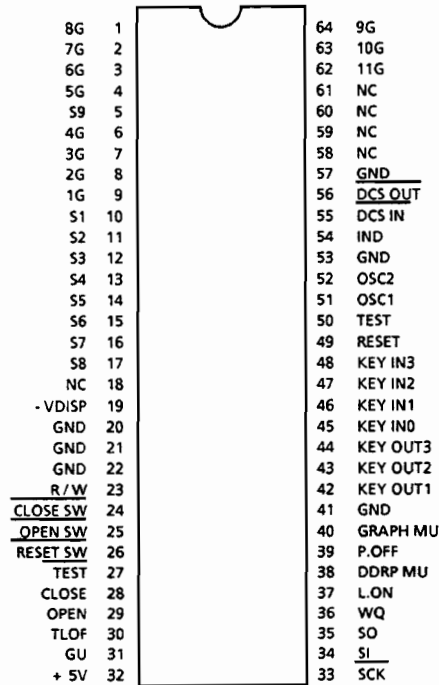 8G 1
7G 2
6G 3
5G 4
S9 5
4G 6
3G 7
2G 8
1G 9
S1 10
S2 11
S3 12
S4 13
S5 14
S6 15
S7 16
S8 17
NC 18
- VDISP 19
GND 20
GND 21
GND 22
R / W 23
CLOSE SW 24
OPEN SW 25
RESET SW 26
TEST 27
CLOSE 28
OPEN 29
TLOF 30
GU 31
+ 5V 32
64 9G
63 10G
62 11G
61 NC
60 NC
59 NC
58 NC
57 GND
56 DCS OUT
55 DCS IN
54 IND
53 GND
52 OSC2
51 OSC1
50 TEST
49 RESET
48 KEY IN3
47 KEY IN2
46 KEY IN1
45 KEY IN0
44 KEY OUT3
43 KEY OUT2
42 KEY OUT1
41 GND
40 GRAPH MU
39 P.OFF
38 DDRP MU
37 L.ON
36 WQ
35 SO
34 SI
33 SCK